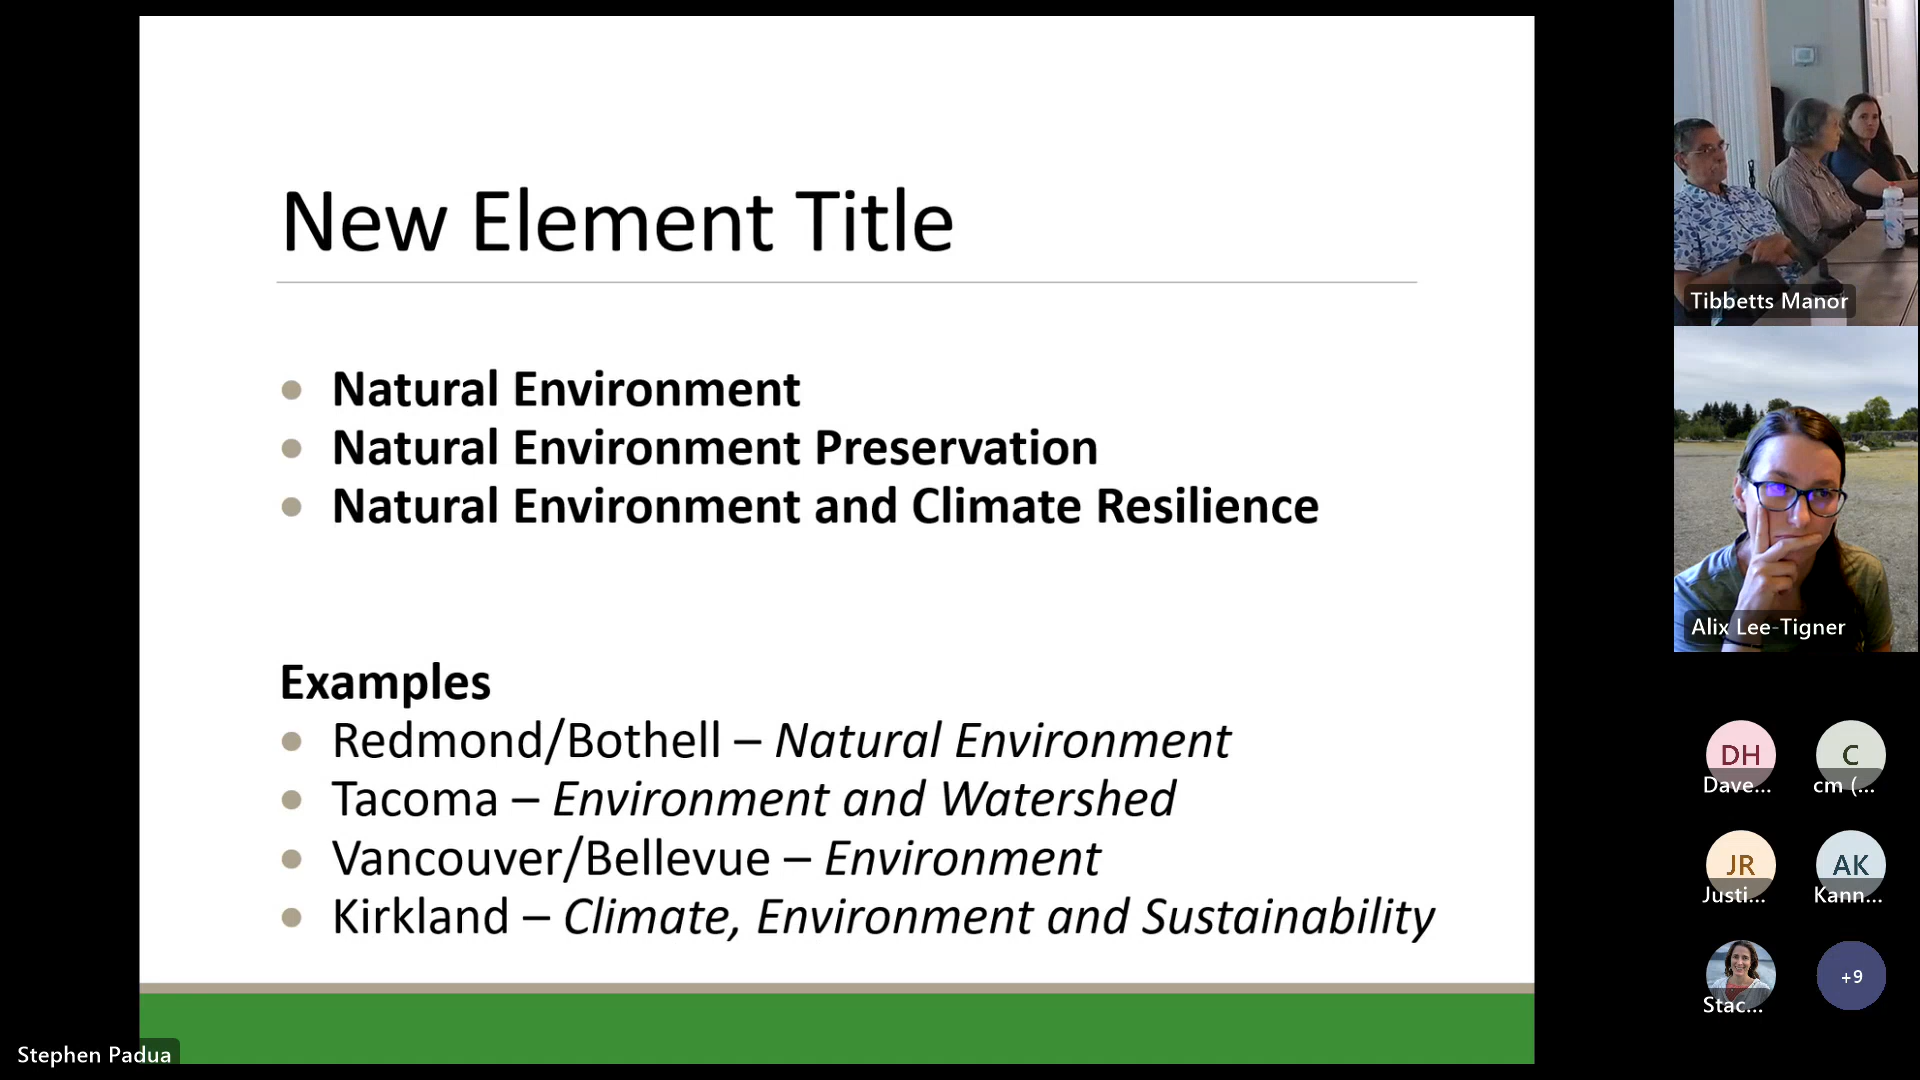 New Element Title
Natural Environment
Natural Environment Preservation
Natural Environment and Climate Resilience
Examples
Redmond/Bothell – Natural Environment
Tacoma – Environment and Watershed
Vancouver/Bellevue – Environment
Kirkland – Climate, Environment and Sustainability
Stephen Padua
Tibbetts Manor
Alix Lee-Tigner
DH
Dave...
C
cm (...
JR
Justi...
AK
Kann...
Stac...
+9